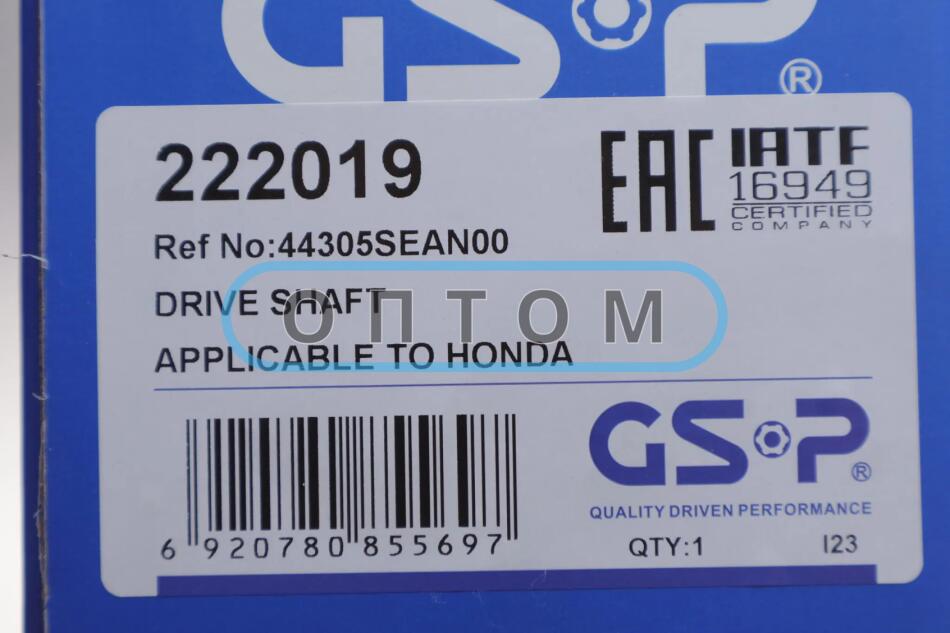 GS P®
222019
EAC
IATF
16949
CERTIFIED
COMPANY
Ref No:44305SEAN00
DRIVE SHAFT
ОПТОМ
APPLICABLE TO HONDA
GSP®
QUALITY DRIVEN PERFORMANCE
6 920780 855697
QTY:1
I23